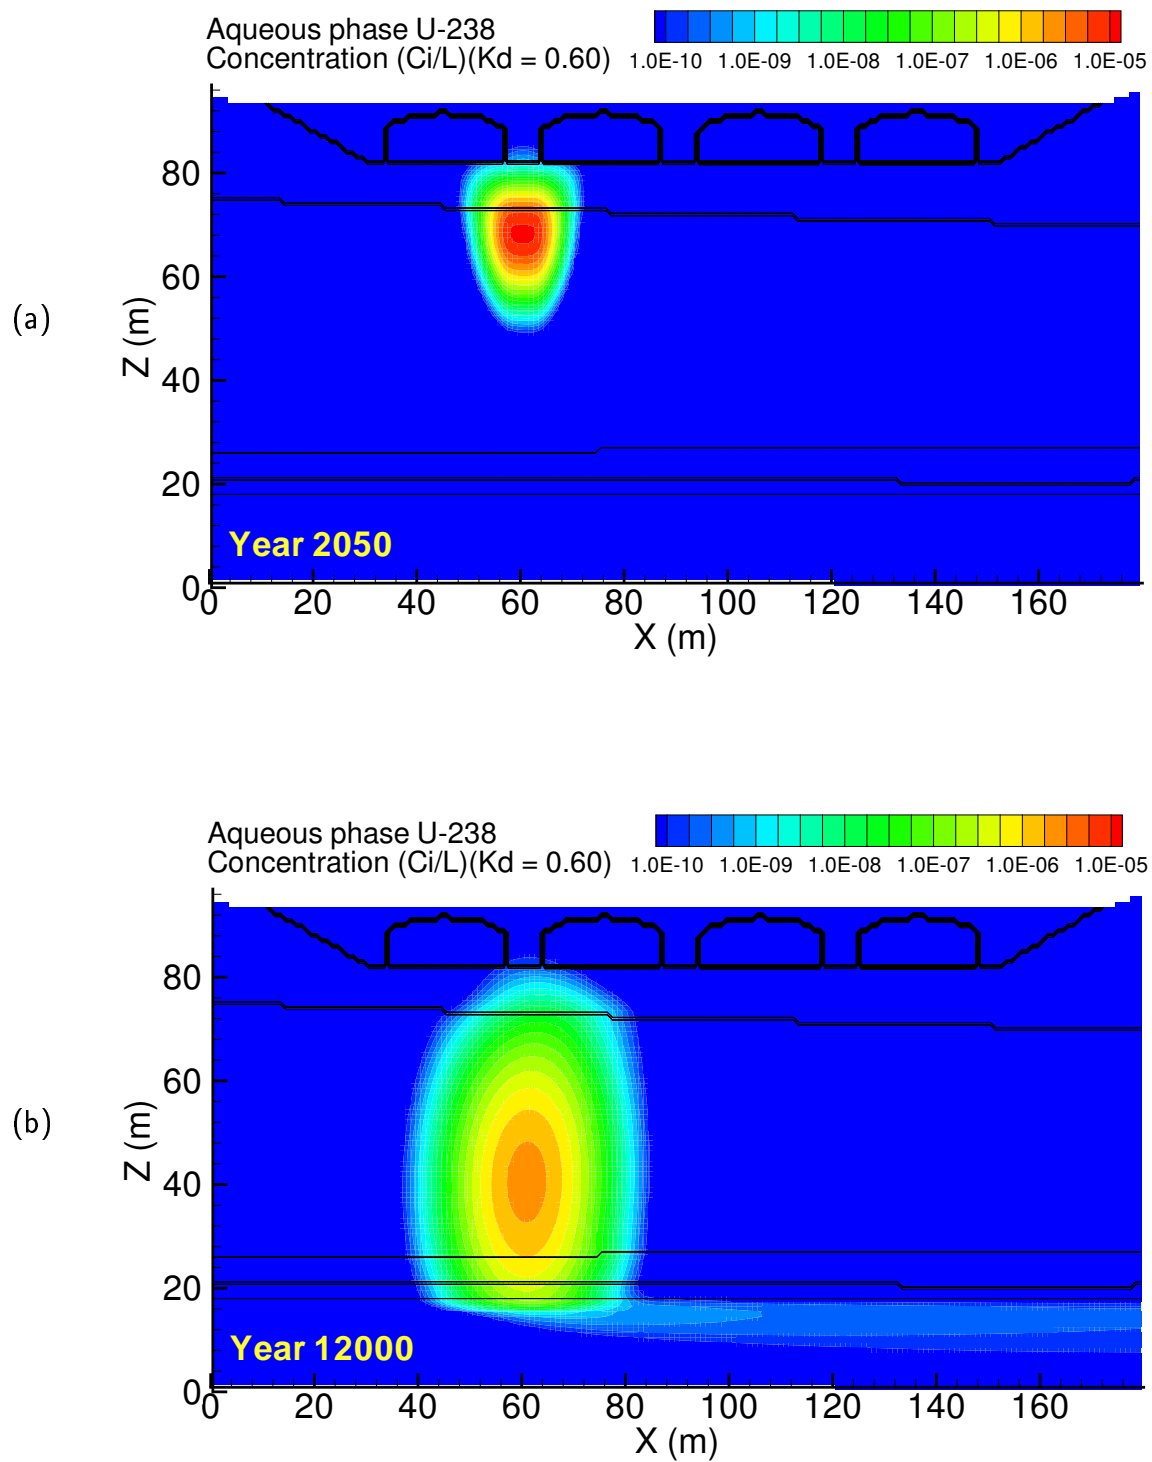 Aqueous phase U-238
Concentration (Ci/L)(Kd = 0.60)
1.0E-10 1.0E-09 1.0E-08 1.0E-07 1.0E-06 1.0E-05
(a)
Z (m)
80
60
40
20
0
Year 2050
0 20 40 60 80 100 120 140 160
X (m)
Aqueous phase U-238
Concentration (Ci/L)(Kd = 0.60)
1.0E-10 1.0E-09 1.0E-08 1.0E-07 1.0E-06 1.0E-05
(b)
Z (m)
80
60
40
20
0
Year 12000
0 20 40 60 80 100 120 140 160
X (m)